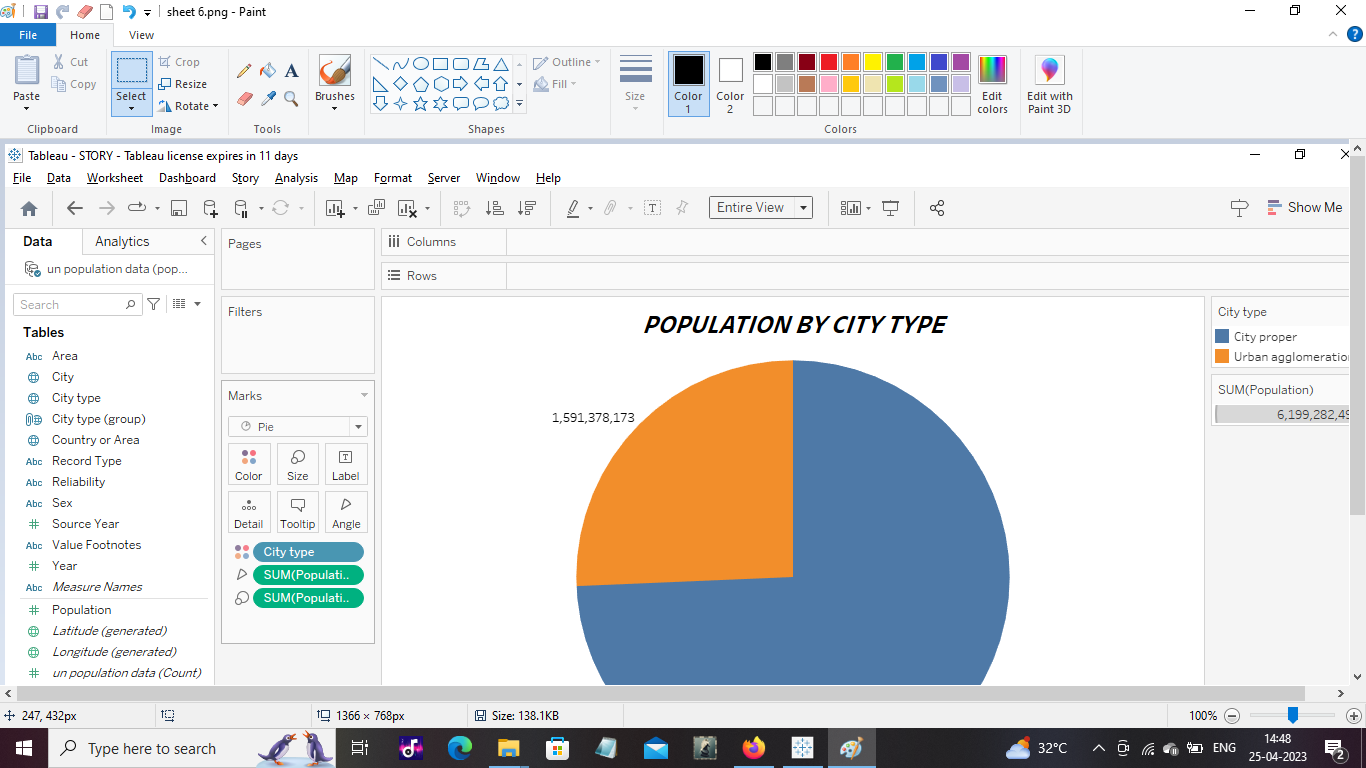 sheet 6.png - Paint
File Home View
Cut
Copy
Paste
Clipboard
Select
Crop
Resize
Rotate
Image
Tools
Brushes
Outline
Fill
Shapes
Size
Color 1
Color 2
Edit colors
Colors
Edit with Paint 3D
Tableau - STORY - Tableau license expires in 11 days
File Data Worksheet Dashboard Story Analysis Map Format Server Window Help
Entire View
Show Me
Data Analytics
un population data (pop...
Search
Tables
Abc Area
City
City type
City type (group)
Country or Area
Abc Record Type
Abc Reliability
Abc Sex
# Source Year
Abc Value Footnotes
# Year
Abc Measure Names
# Population
Latitude (generated)
Longitude (generated)
# un population data (Count)
Pages
Filters
Marks
Pie
Color Size Label
Detail Tooltip Angle
City type
SUM(Populati..
SUM(Populati..
Columns
Rows
POPULATION BY CITY TYPE
1,591,378,173
City type
City proper
Urban agglomeratio
SUM(Population)
6,199,282,49
247, 432px
1366 × 768px
Size: 138.1KB
100%
Type here to search
32°C
ENG
14:48
25-04-2023
2